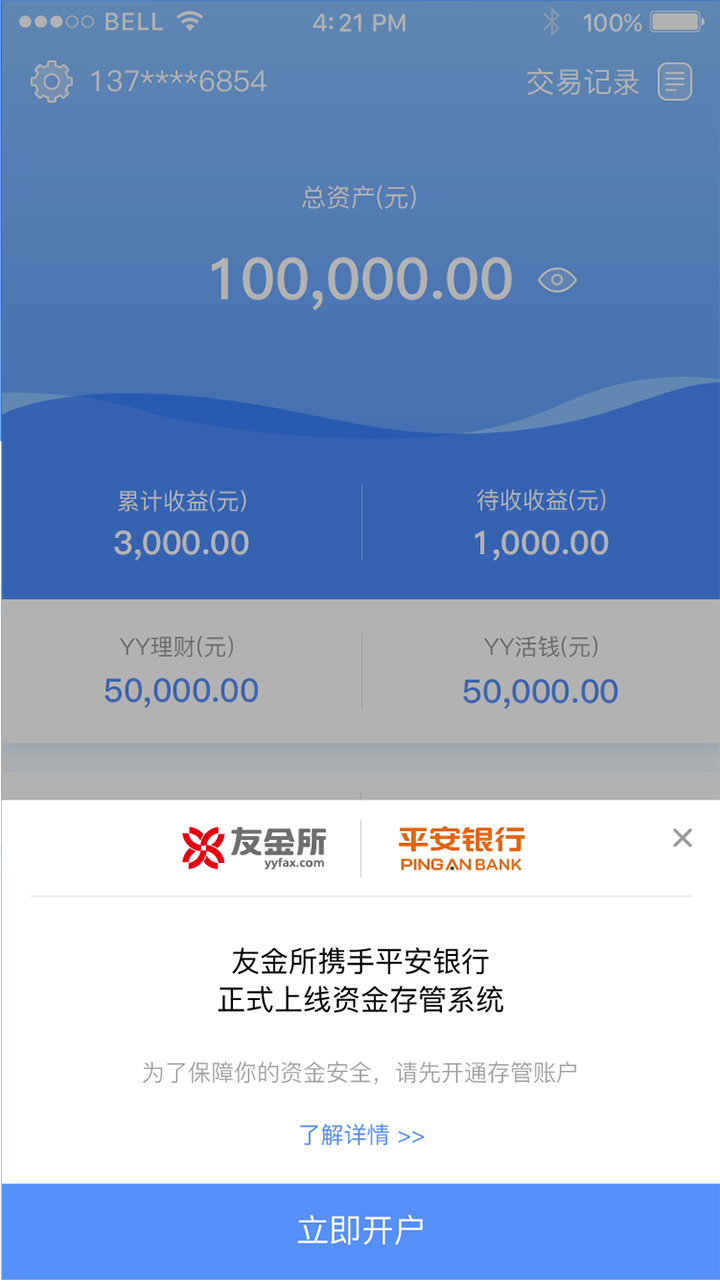 BELL 4:21 PM 100%
137****6854 交易记录
总资产(元)
100,000.00
累计收益(元) 待收收益(元)
3,000.00 1,000.00
YY理财(元) YY活钱(元)
50,000.00 50,000.00
友金所 平安银行
yyfax.com PING AN BANK
友金所携手平安银行
正式上线资金存管系统
为了保障你的资金安全，请先开通存管账户
了解详情 >>
立即开户